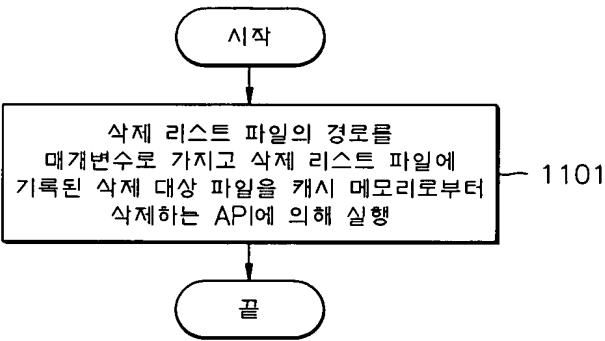 시작
삭제 리스트 파일의 경로를
매개변수로 가지고 삭제 리스트 파일에
기록된 삭제 대상 파일을 캐시 메모리로부터
삭제하는 API에 의해 실행
1101
끝